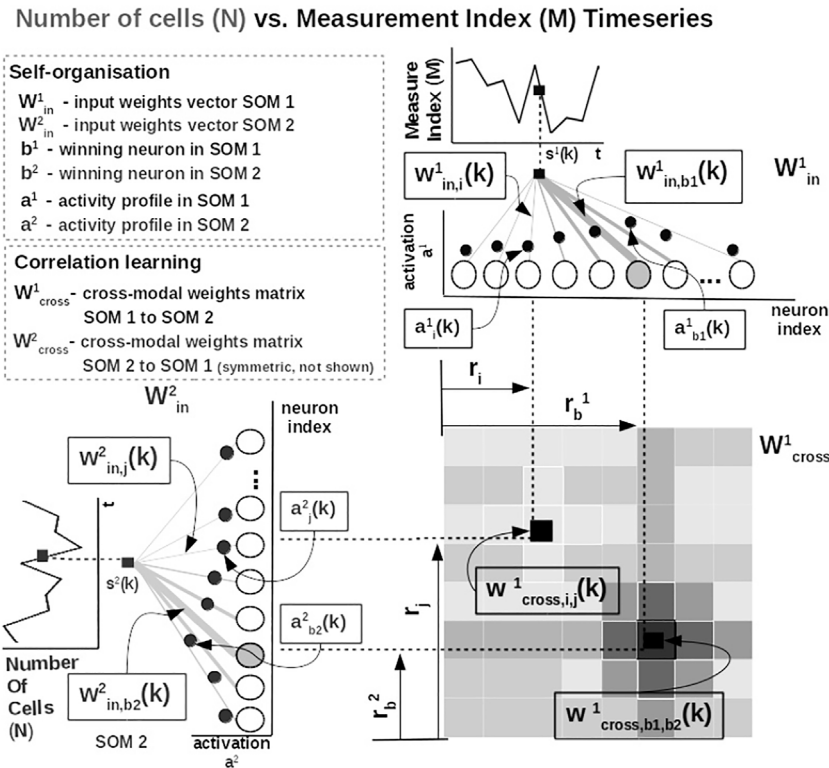 Number of cells (N) vs. Measurement Index (M) Timeseries
Self-organisation
W¹in - input weights vector SOM 1
W²in - input weights vector SOM 2
b¹ - winning neuron in SOM 1
b² - winning neuron in SOM 2
a¹ - activity profile in SOM 1
a² - activity profile in SOM 2
Correlation learning
W¹cross - cross-modal weights matrix
SOM 1 to SOM 2
W²cross - cross-modal weights matrix
SOM 2 to SOM 1 (symmetric, not shown)
Measure
Index (M)
s¹(k)
t
w¹in,i(k)
w¹in,b1(k)
W¹in
activation
a¹
...
a¹i(k)
a¹b1(k)
neuron
index
ri
rb¹
W¹cross
W²in
neuron
index
w²in,j(k)
...
t
a²j(k)
s²(k)
a²b2(k)
Number
Of
Cells
(N)
w²in,b2(k)
SOM 2
activation
a²
rj
rb²
w¹cross,i,j(k)
w¹cross,b1,b2(k)